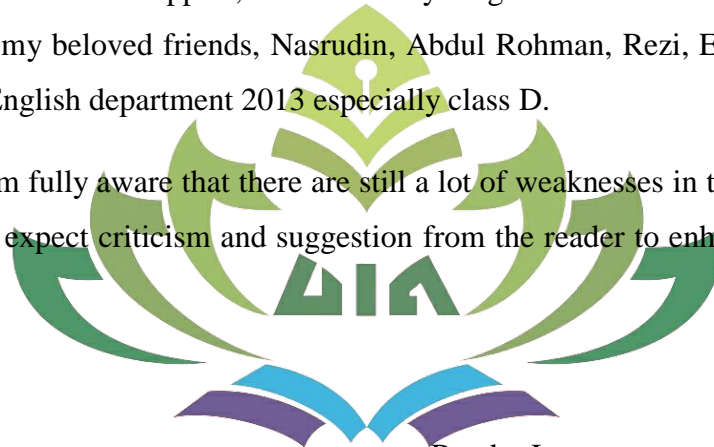 my beloved friends, Nasrudin, Abdul Rohman, Rezi, E
English department 2013 especially class D.
m fully aware that there are still a lot of weaknesses in t
expect criticism and suggestion from the reader to enh
UIN